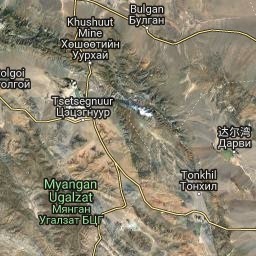 Bulgan
Булган
Khushuut
Mine
Хөшөөтийн
Уурхай
olgoi
олгой
Tsetsegnuur
Цэцэгнуур
达尔湾
Дарви
Tonkhil
Тонхил
Myangan
Ugalzat
Мянган
Угалзат БЦГ